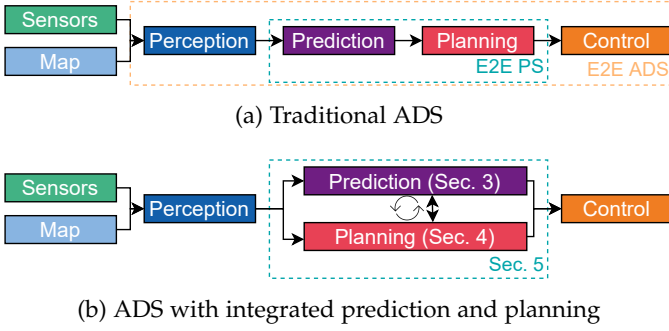 Sensors
Map
Perception
Prediction
Planning
Control
E2E PS
E2E ADS
(a) Traditional ADS
Sensors
Map
Perception
Prediction (Sec. 3)
Planning (Sec. 4)
Control
Sec. 5
(b) ADS with integrated prediction and planning